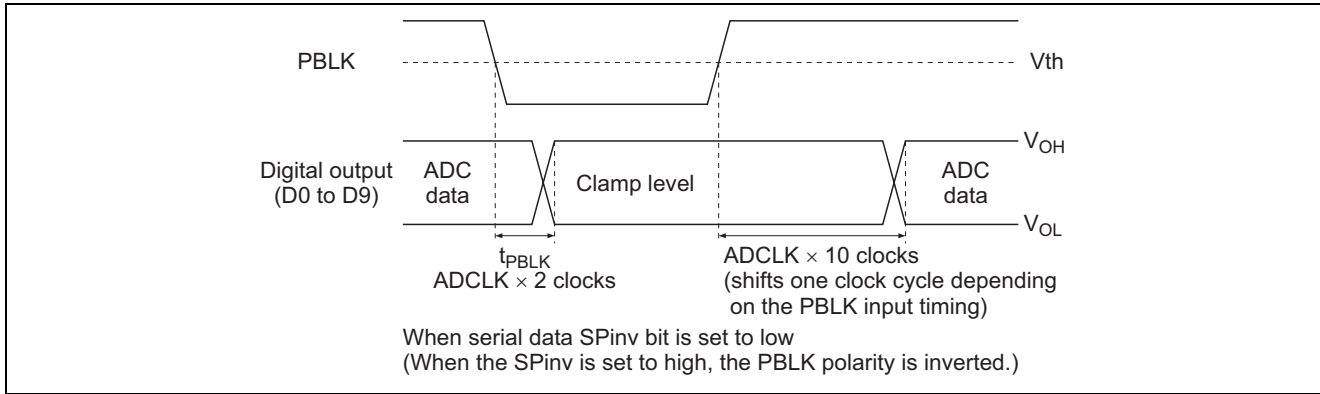 PBLK
Vth
Digital output
(D0 to D9)
ADC
data
Clamp level
ADC
data
VOH
VOL
tPBLK
ADCLK × 2 clocks
ADCLK × 10 clocks
(shifts one clock cycle depending
on the PBLK input timing)
When serial data SPinv bit is set to low
(When the SPinv is set to high, the PBLK polarity is inverted.)